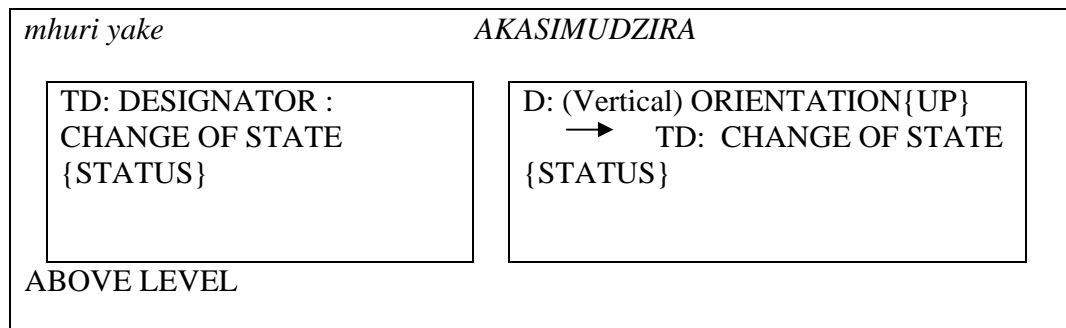 mhuri yake AKASIMUDZIRA
TD: DESIGNATOR :
CHANGE OF STATE
{STATUS}
D: (Vertical) ORIENTATION{UP}
→ TD: CHANGE OF STATE
{STATUS}
ABOVE LEVEL